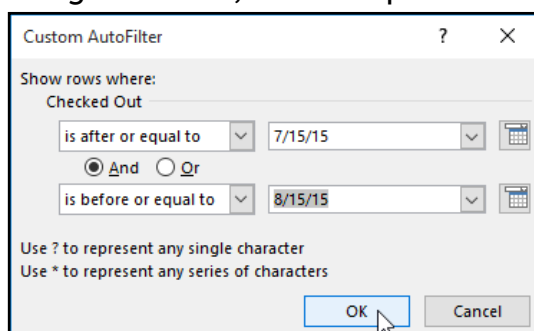 Custom AutoFilter ? ×
Show rows where:
Checked Out
is after or equal to 7/15/15
And Or
is before or equal to 8/15/15
Use ? to represent any single character
Use * to represent any series of characters
OK Cancel